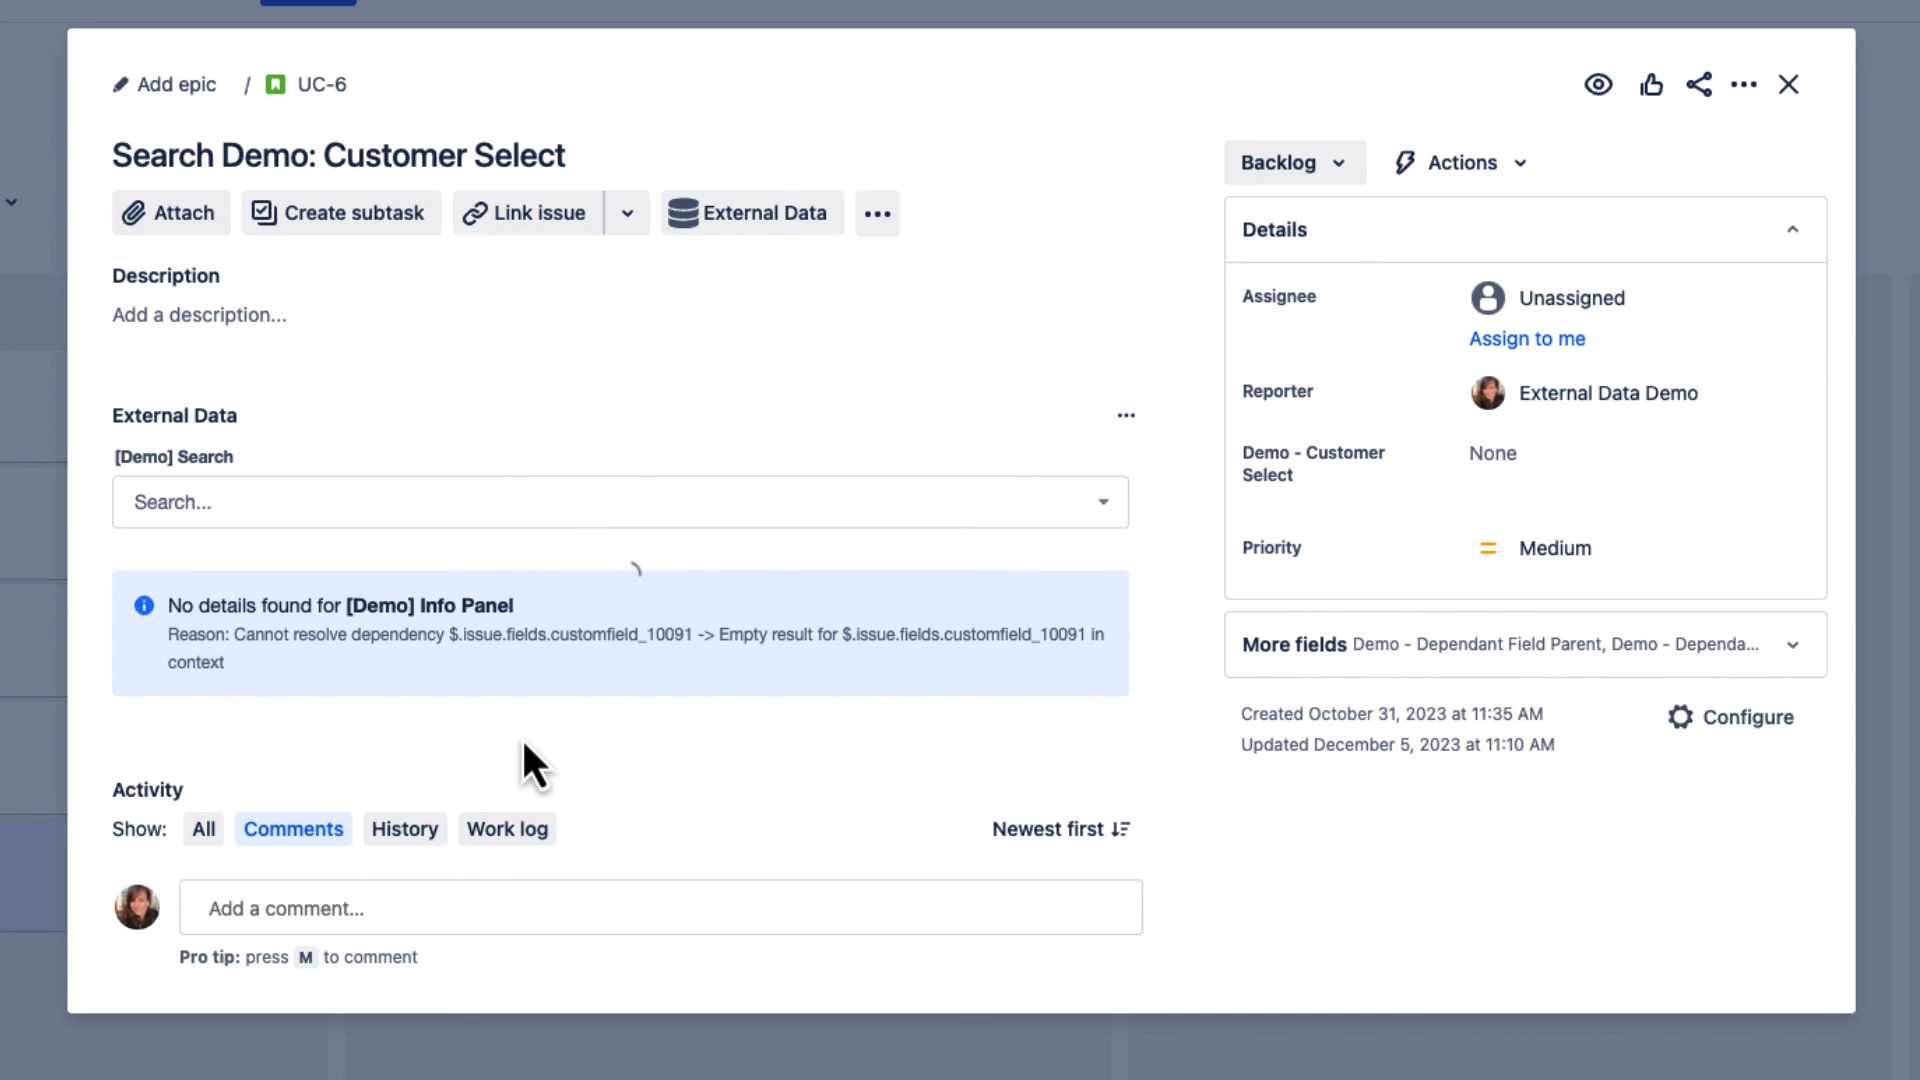 Add epic / UC-6
Search Demo: Customer Select
Attach
Create subtask
Link issue
External Data
Description
Add a description...
External Data
[Demo] Search
Search...
No details found for [Demo] Info Panel
Reason: Cannot resolve dependency $.issue.fields.customfield_10091 -> Empty result for $.issue.fields.customfield_10091 in
context
Activity
Show: All Comments History Work log
Newest first
Add a comment...
Pro tip: press M to comment
Backlog
Actions
Details
Assignee
Unassigned
Assign to me
Reporter
External Data Demo
Demo - Customer
Select
None
Priority
Medium
More fields Demo - Dependant Field Parent, Demo - Dependa...
Created October 31, 2023 at 11:35 AM
Updated December 5, 2023 at 11:10 AM
Configure